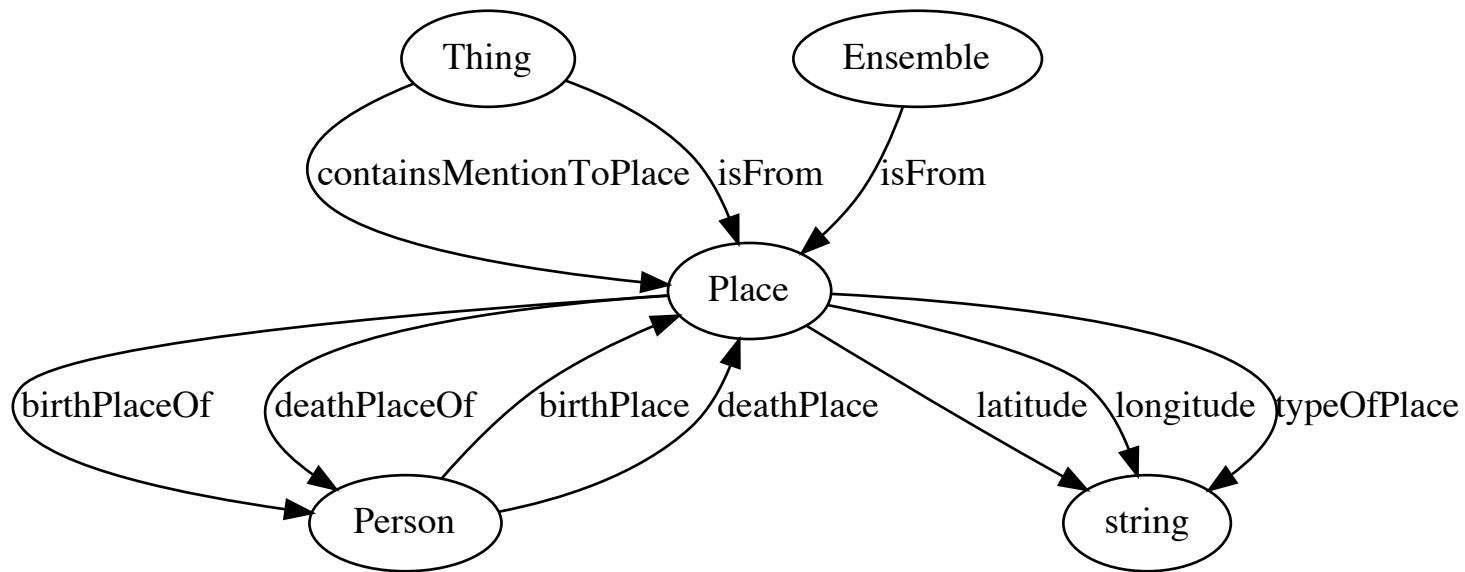 Thing
Ensemble
containsMentionToPlace
isFrom
isFrom
Place
birthPlaceOf
deathPlaceOf
birthPlace
deathPlace
latitude
longitude
typeOfPlace
Person
string